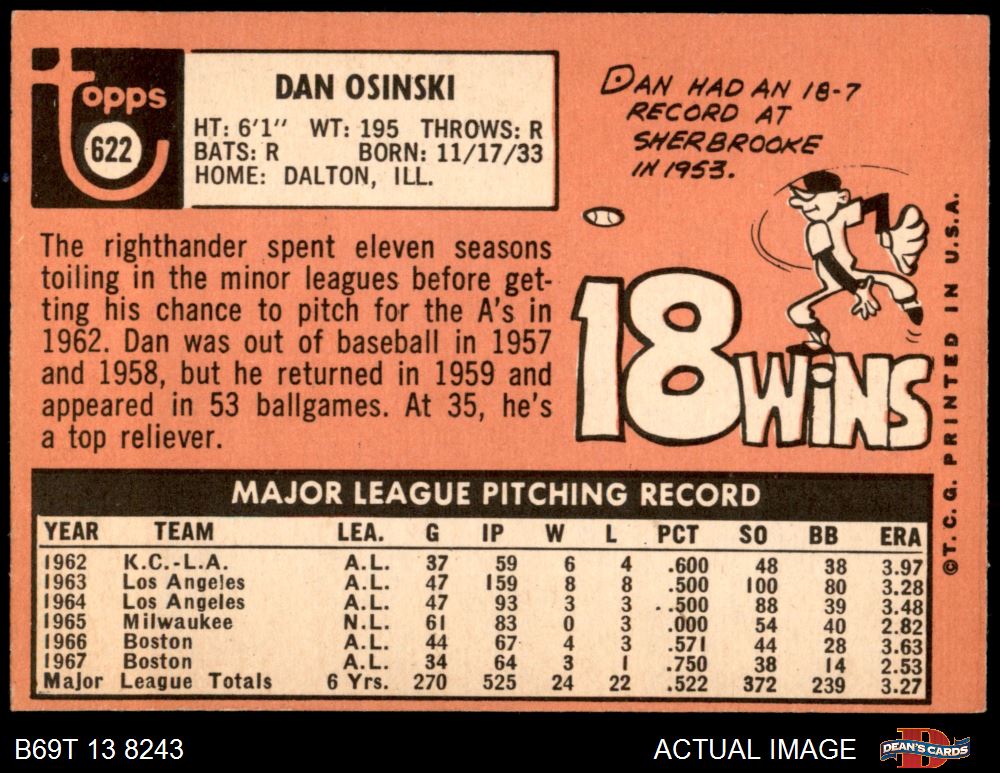 topps
622
DAN OSINSKI
HT: 6'1" WT: 195 THROWS: R
BATS: R BORN: 11/17/33
HOME: DALTON, ILL.
DAN HAD AN 18-7
RECORD AT
SHERBROOKE
IN 1953.
The righthander spent eleven seasons
toiling in the minor leagues before get-
ting his chance to pitch for the A's in
1962. Dan was out of baseball in 1957
and 1958, but he returned in 1959 and
appeared in 53 ballgames. At 35, he's
a top reliever.
18 WINS
©T. C. G. PRINTED IN U.S.A.
MAJOR LEAGUE PITCHING RECORD
YEAR TEAM LEA. G IP W L PCT SO BB ERA
1962 K.C.-L.A. A.L. 37 59 6 4 .600 48 38 3.97
1963 Los Angeles A.L. 47 159 8 8 .500 100 80 3.28
1964 Los Angeles A.L. 47 93 3 3 .500 88 39 3.48
1965 Milwaukee N.L. 61 83 0 3 .000 54 40 2.82
1966 Boston A.L. 44 67 4 3 .571 44 28 3.63
1967 Boston A.L. 34 64 3 1 .750 38 14 2.53
Major League Totals 6 Yrs. 270 525 24 22 .522 372 239 3.27
B69T 13 8243
ACTUAL IMAGE
DEAN'S CARDS